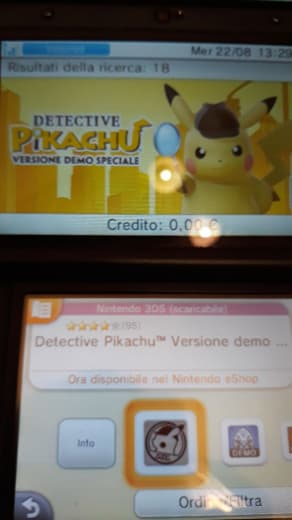 Internet
Mer 22/08 13:29
Risultati della ricerca: 18
DETECTIVE
PIKACHU
VERSIONE DEMO SPECIALE
Credito: 0,00 €
Nintendo 3DS (scaricabile)
(95)
Detective Pikachu™ Versione demo ...
Ora disponibile nel Nintendo eShop
Info
DEMO
Ordina/Filtra